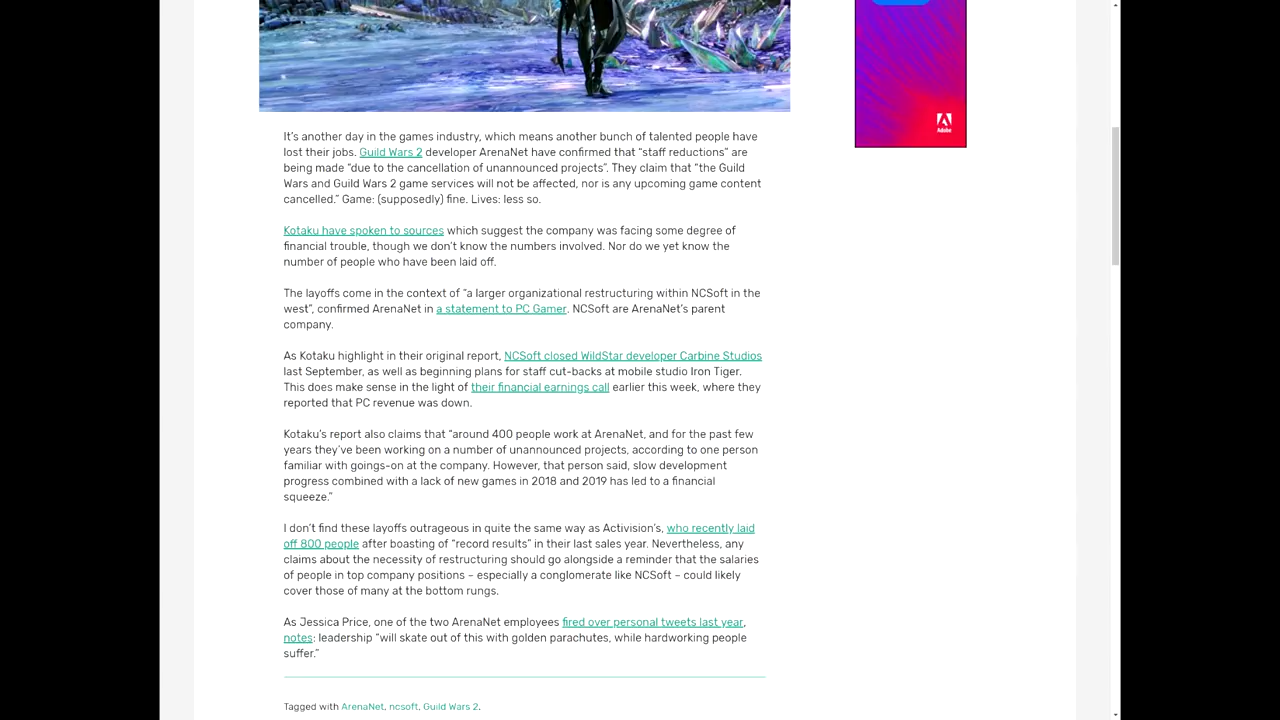 Adobe
It's another day in the games industry, which means another bunch of talented people have
lost their jobs. Guild Wars 2 developer ArenaNet have confirmed that “staff reductions” are
being made “due to the cancellation of unannounced projects”. They claim that “the Guild
Wars and Guild Wars 2 game services will not be affected, nor is any upcoming game content
cancelled.” Game: (supposedly) fine. Lives: less so.
Kotaku have spoken to sources which suggest the company was facing some degree of
financial trouble, though we don't know the numbers involved. Nor do we yet know the
number of people who have been laid off.
The layoffs come in the context of “a larger organizational restructuring within NCSoft in the
west”, confirmed ArenaNet in a statement to PC Gamer. NCSoft are ArenaNet's parent
company.
As Kotaku highlight in their original report, NCSoft closed WildStar developer Carbine Studios
last September, as well as beginning plans for staff cut-backs at mobile studio Iron Tiger.
This does make sense in the light of their financial earnings call earlier this week, where they
reported that PC revenue was down.
Kotaku's report also claims that “around 400 people work at ArenaNet, and for the past few
years they've been working on a number of unannounced projects, according to one person
familiar with goings-on at the company. However, that person said, slow development
progress combined with a lack of new games in 2018 and 2019 has led to a financial
squeeze.”
I don't find these layoffs outrageous in quite the same way as Activision's, who recently laid
off 800 people after boasting of “record results” in their last sales year. Nevertheless, any
claims about the necessity of restructuring should go alongside a reminder that the salaries
of people in top company positions – especially a conglomerate like NCSoft – could likely
cover those of many at the bottom rungs.
As Jessica Price, one of the two ArenaNet employees fired over personal tweets last year,
notes: leadership “will skate out of this with golden parachutes, while hardworking people
suffer.”
Tagged with ArenaNet, ncsoft, Guild Wars 2.